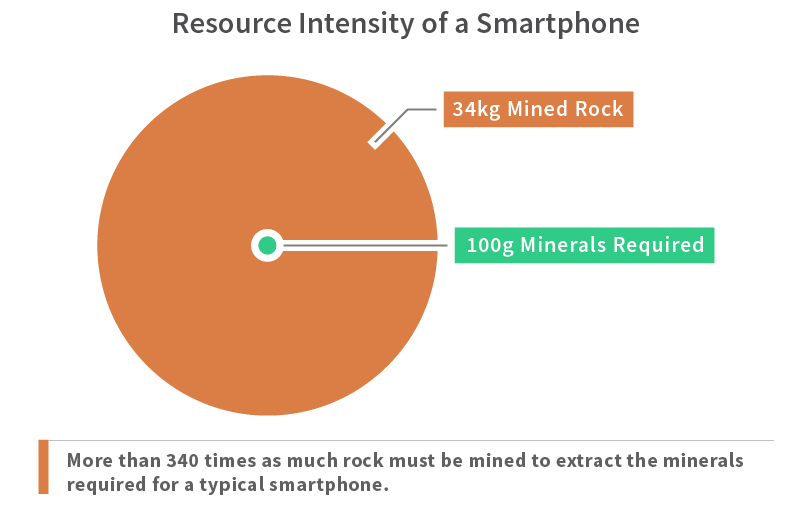 Resource Intensity of a Smartphone
34kg Mined Rock
100g Minerals Required
More than 340 times as much rock must be mined to extract the minerals
required for a typical smartphone.